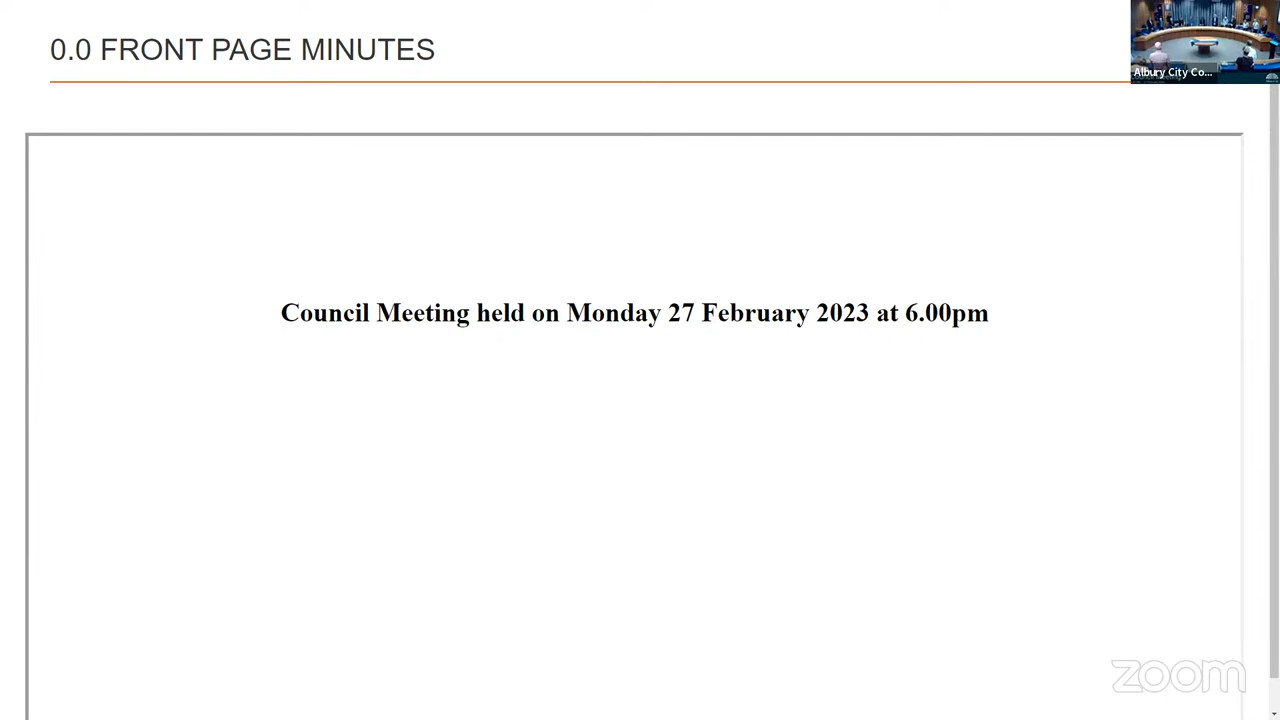 0.0 FRONT PAGE MINUTES
Albury City Co...
Council Meeting held on Monday 27 February 2023 at 6.00pm
zoom